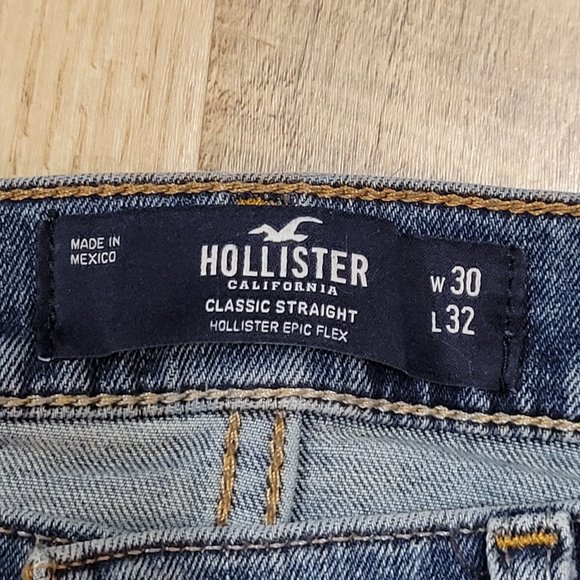 MADE IN
MEXICO
HOLLISTER
CALIFORNIA
CLASSIC STRAIGHT
HOLLISTER EPIC FLEX
W 30
L 32